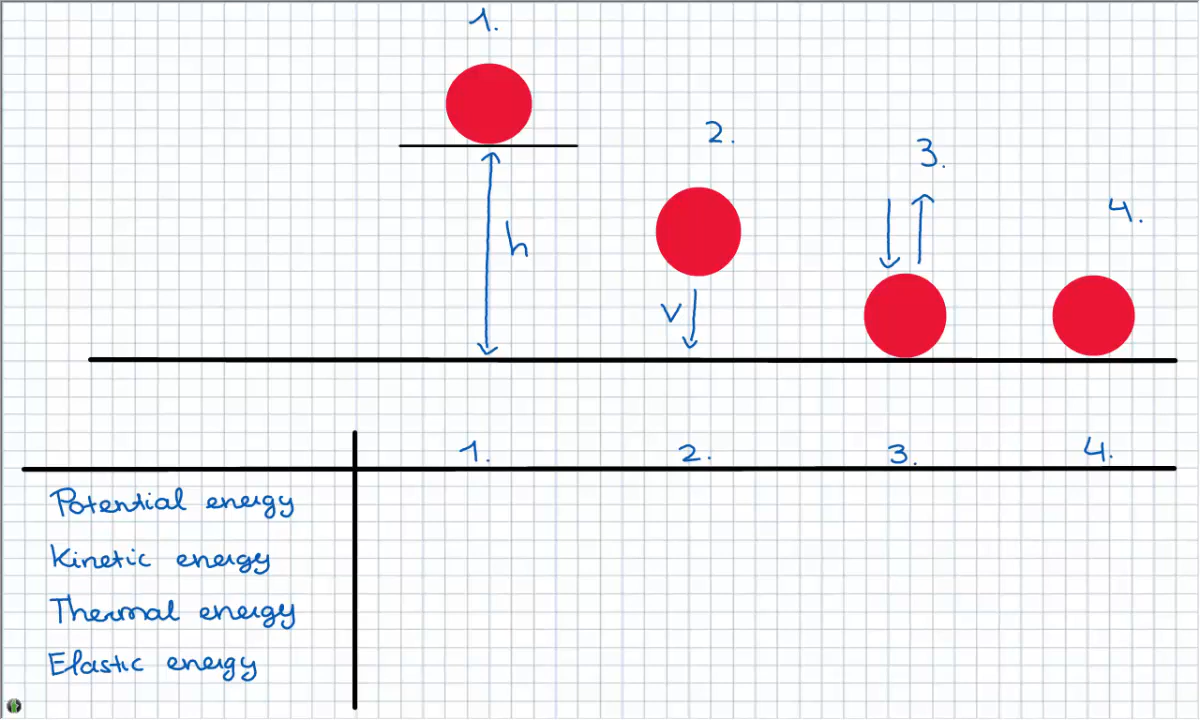 1.
2.
3.
4.
h
v
1. 2. 3. 4.
Potential energy
Kinetic energy
Thermal energy
Elastic energy